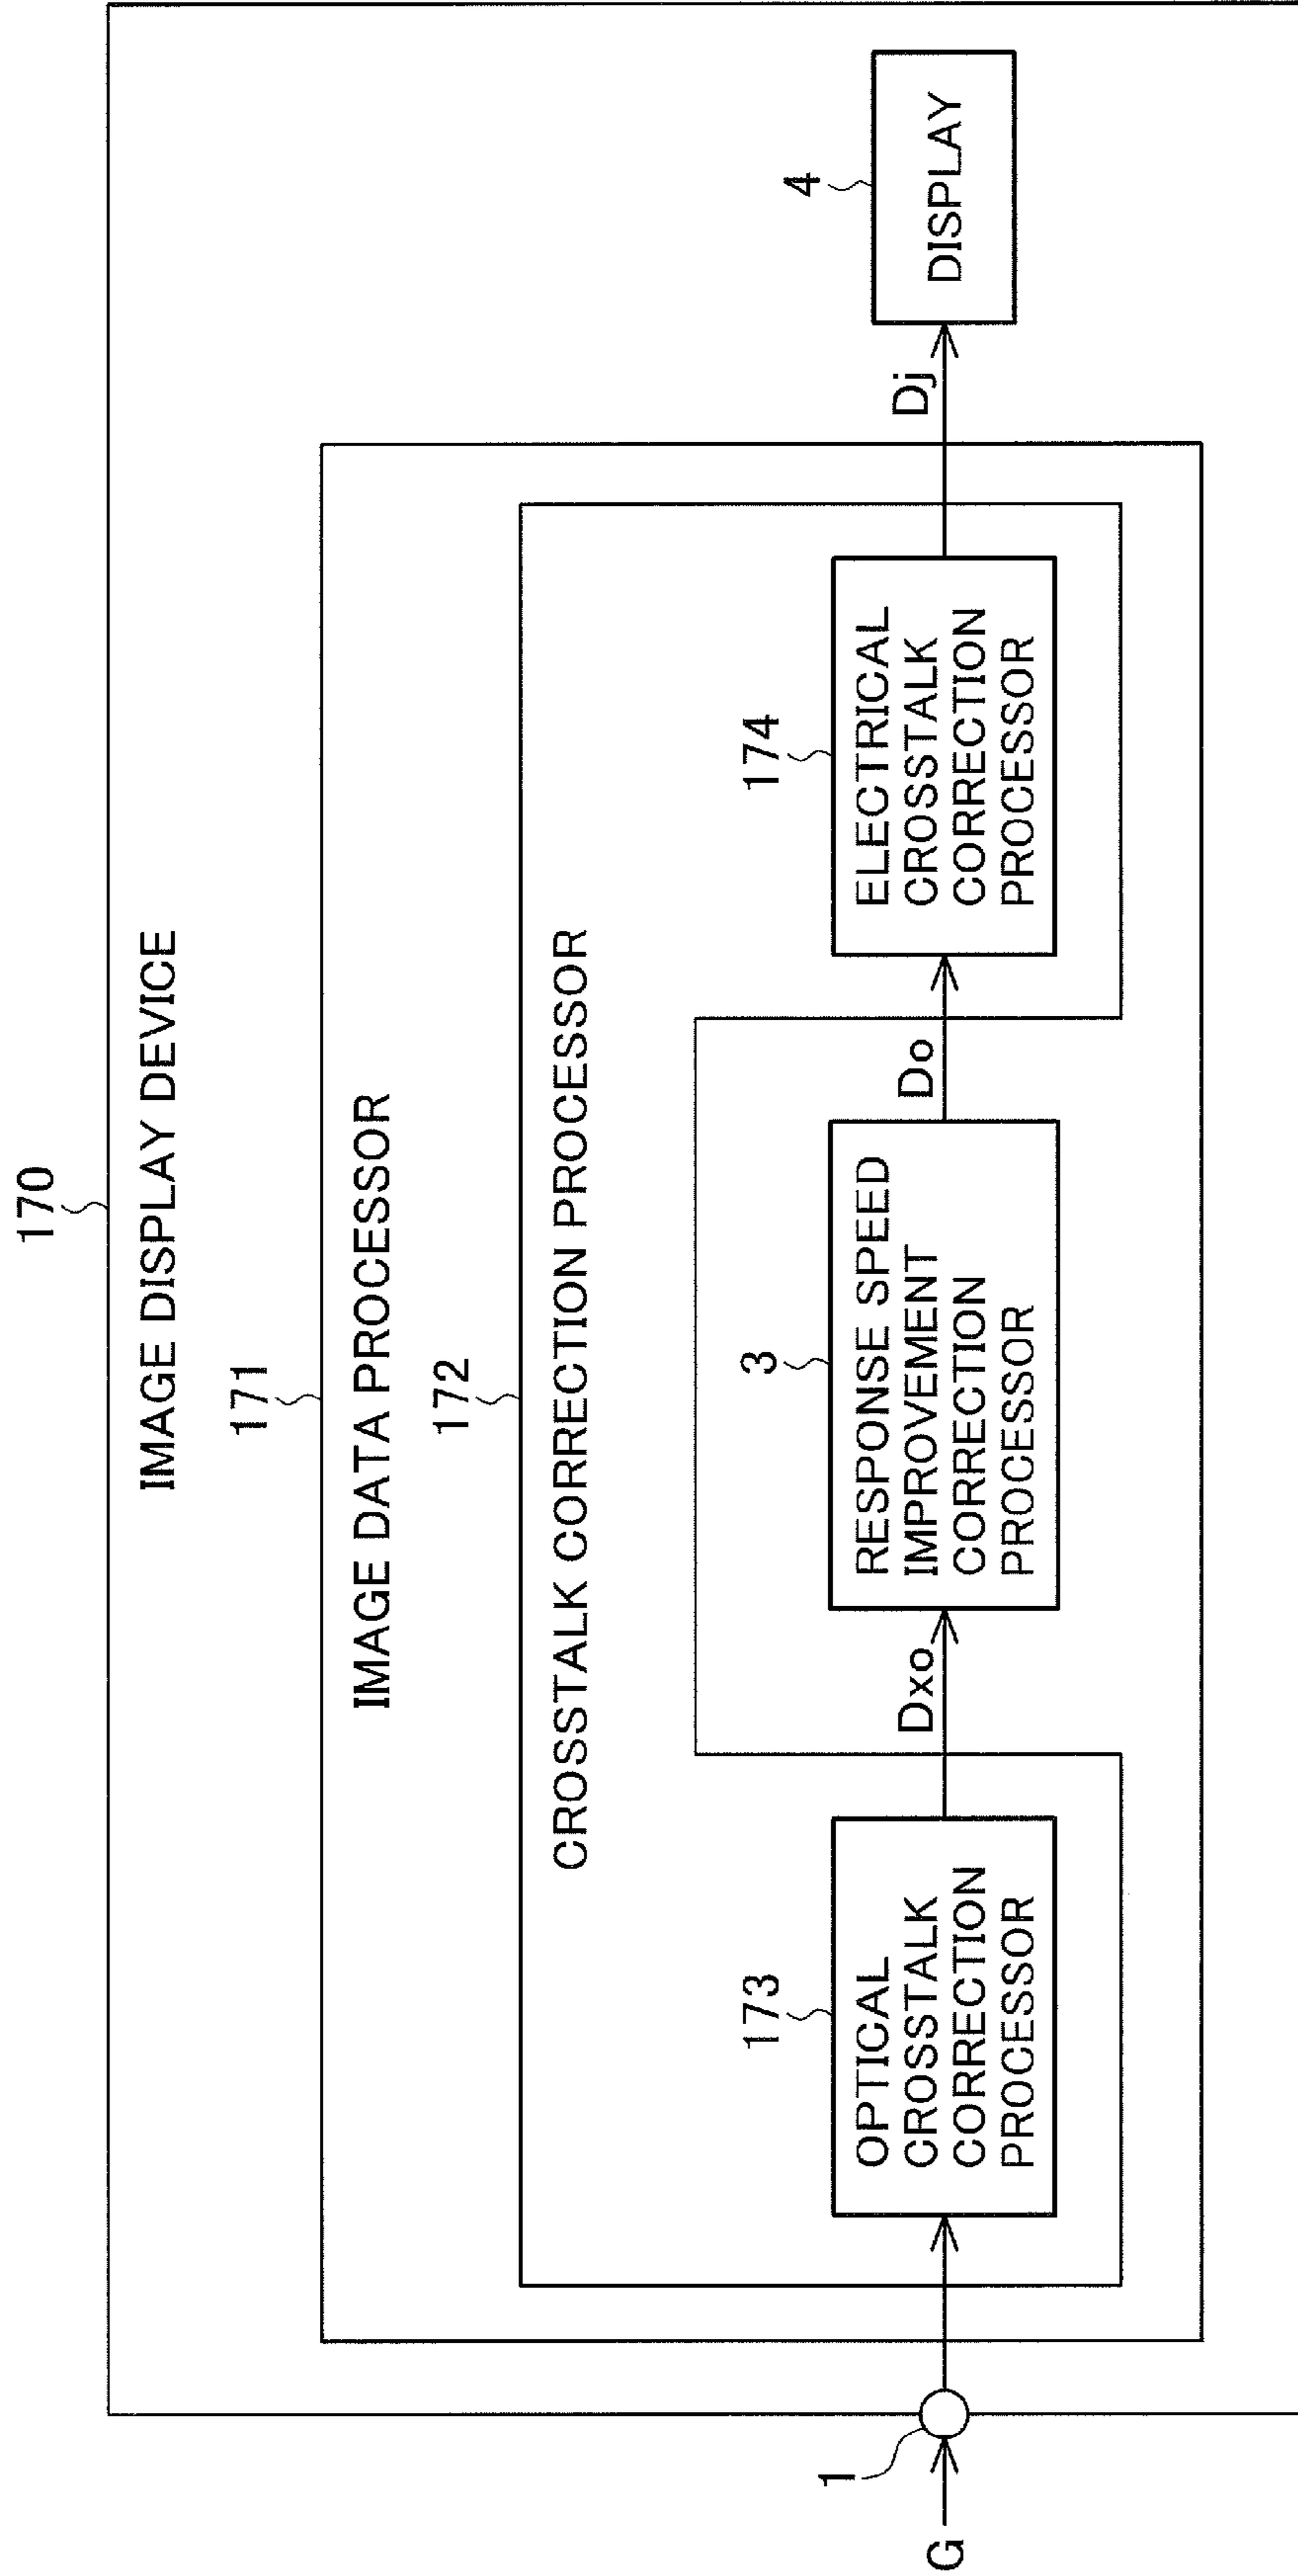 170
IMAGE DISPLAY DEVICE
171
IMAGE DATA PROCESSOR
172
CROSSTALK CORRECTION PROCESSOR
173
OPTICAL
CROSSTALK
CORRECTION
PROCESSOR
3
RESPONSE SPEED
IMPROVEMENT
CORRECTION
PROCESSOR
174
ELECTRICAL
CROSSTALK
CORRECTION
PROCESSOR
4
DISPLAY
1
G
Dxo
Do
Dj